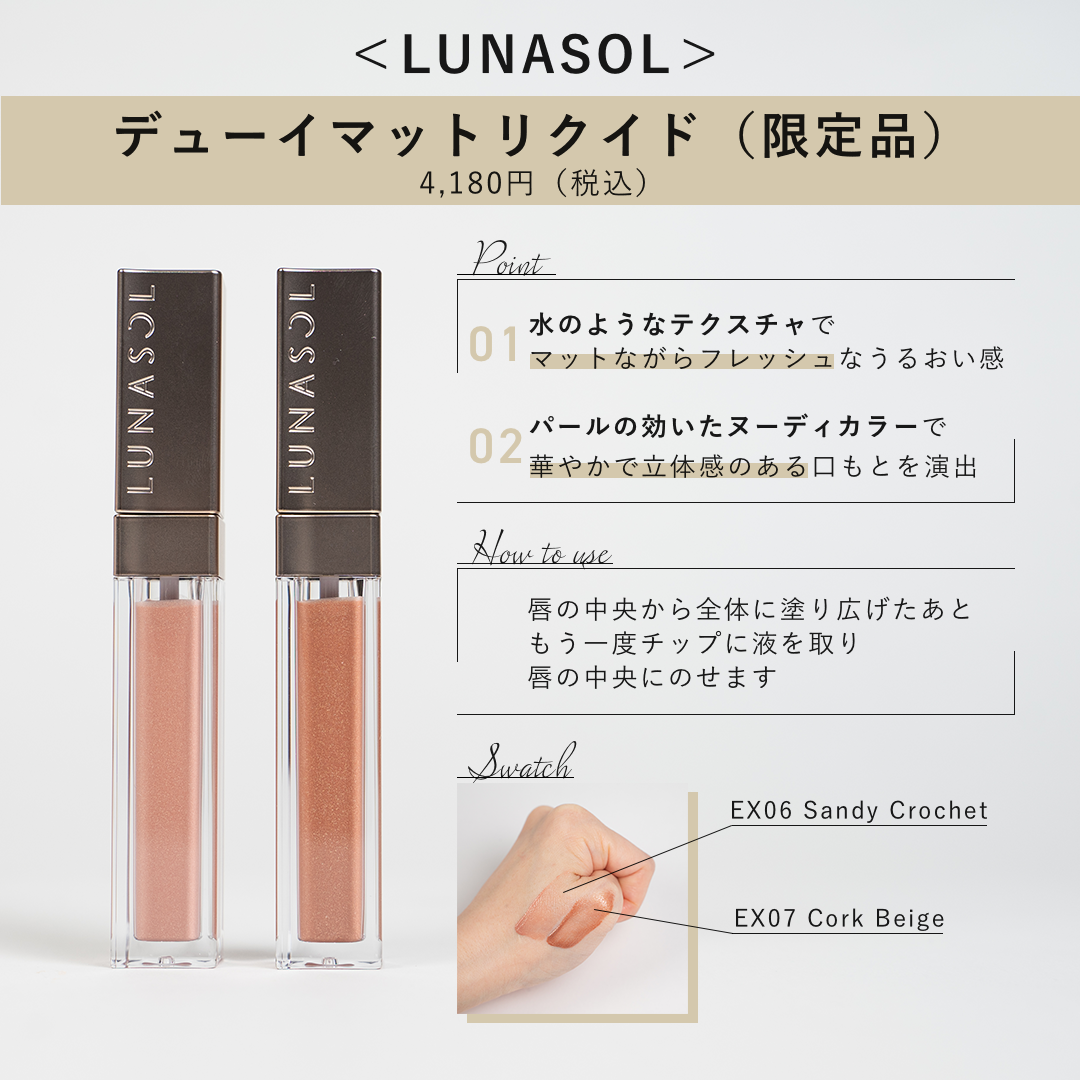 ＜LUNASOL＞
デューイマットリクイド（限定品）
4,180円（税込）
LUNASOL
LUNASOL
Point
01
水のようなテクスチャで
マットながらフレッシュなうるおい感
02
パールの効いたヌーディカラーで
華やかで立体感のある口もとを演出
How to use
唇の中央から全体に塗り広げたあと
もう一度チップに液を取り
唇の中央にのせます
Swatch
EX06 Sandy Crochet
EX07 Cork Beige